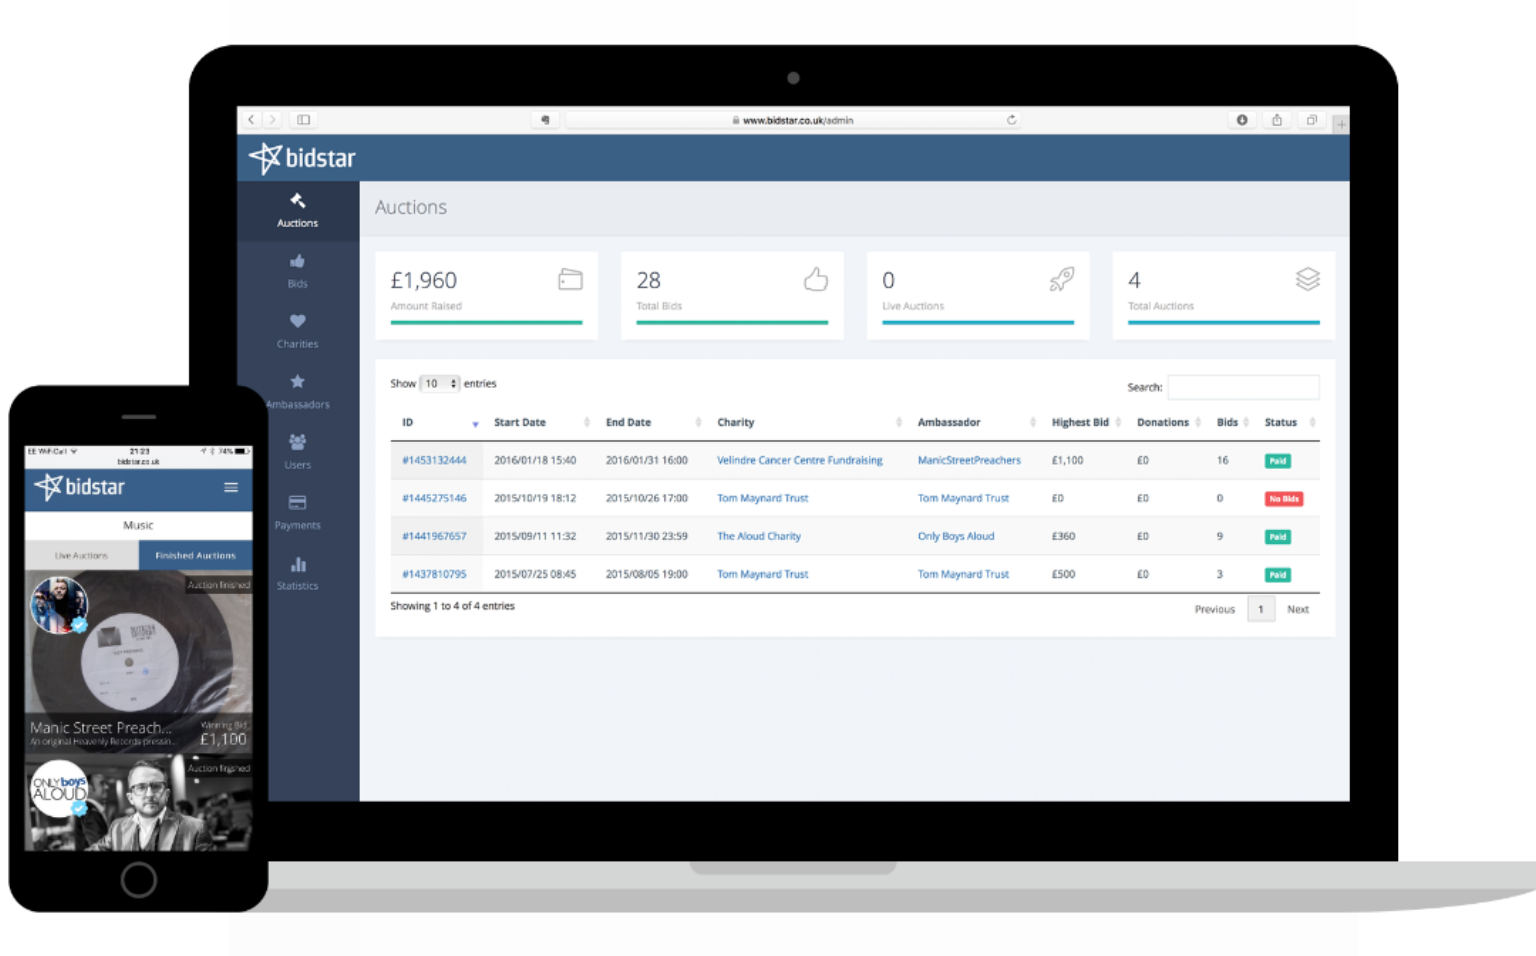 www.bidstar.co.uk/admin
bidstar
Auctions
Bids
Charities
Ambassadors
Users
Payments
Statistics
Auctions
£1,960
Amount Raised
28
Total Bids
0
Live Auctions
4
Total Auctions
Show 10 entries
Search:
ID Start Date End Date Charity Ambassador Highest Bid Donations Bids Status
#1453132444 2016/01/18 15:40 2016/01/31 16:00 Velindre Cancer Centre Fundraising ManicStreetPreachers £1,100 £0 16 Paid
#1445275146 2015/10/19 18:12 2015/10/26 17:00 Tom Maynard Trust Tom Maynard Trust £0 £0 0 No Bids
#1441967657 2015/09/11 11:32 2015/11/30 23:59 The Aloud Charity Only Boys Aloud £360 £0 9 Paid
#1437810795 2015/07/25 08:45 2015/08/05 19:00 Tom Maynard Trust Tom Maynard Trust £500 £0 3 Paid
Showing 1 to 4 of 4 entries
Previous 1 Next
EE WiFiCall 21:23 74%
bidstar.co.uk
bidstar
Music
Live Auctions Finished Auctions
Auction finished
Manic Street Preach... Winning Bid
An original Heavenly Records pressin... £1,100
Auction finished
ONLY boys
ALOUD